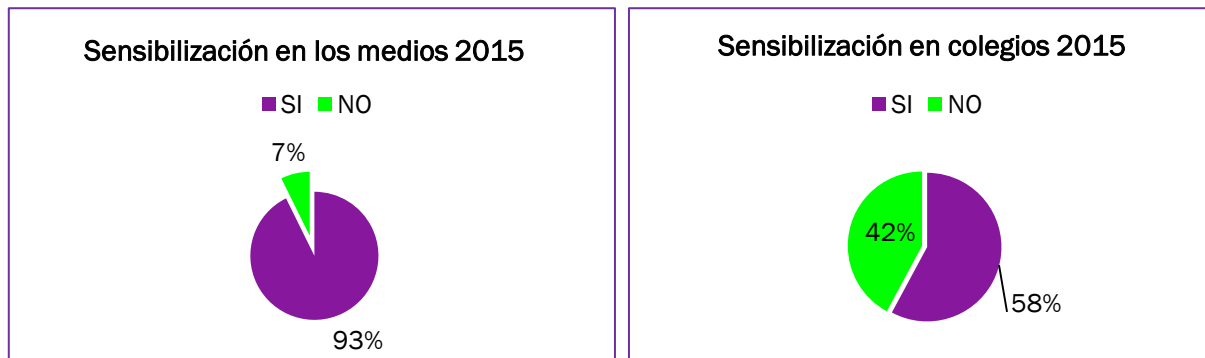 Sensibilización en los medios 2015
SI NO
7%
93%
Sensibilización en colegios 2015
SI NO
42%
58%